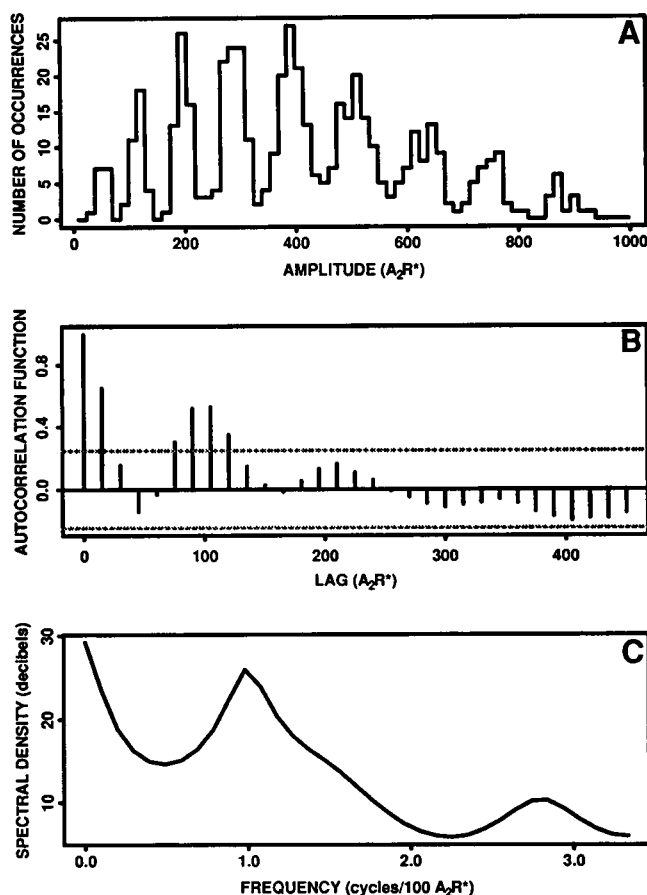 A
NUMBER OF OCCURRENCES
25
20
15
10
5
0
0 200 400 600 800 1000
AMPLITUDE (A₂R*)
B
AUTOCORRELATION FUNCTION
0.8
0.4
0.0
0 100 200 300 400
LAG (A₂R*)
C
SPECTRAL DENSITY (decibels)
30
20
10
0.0 1.0 2.0 3.0
FREQUENCY (cycles/100 A₂R*)